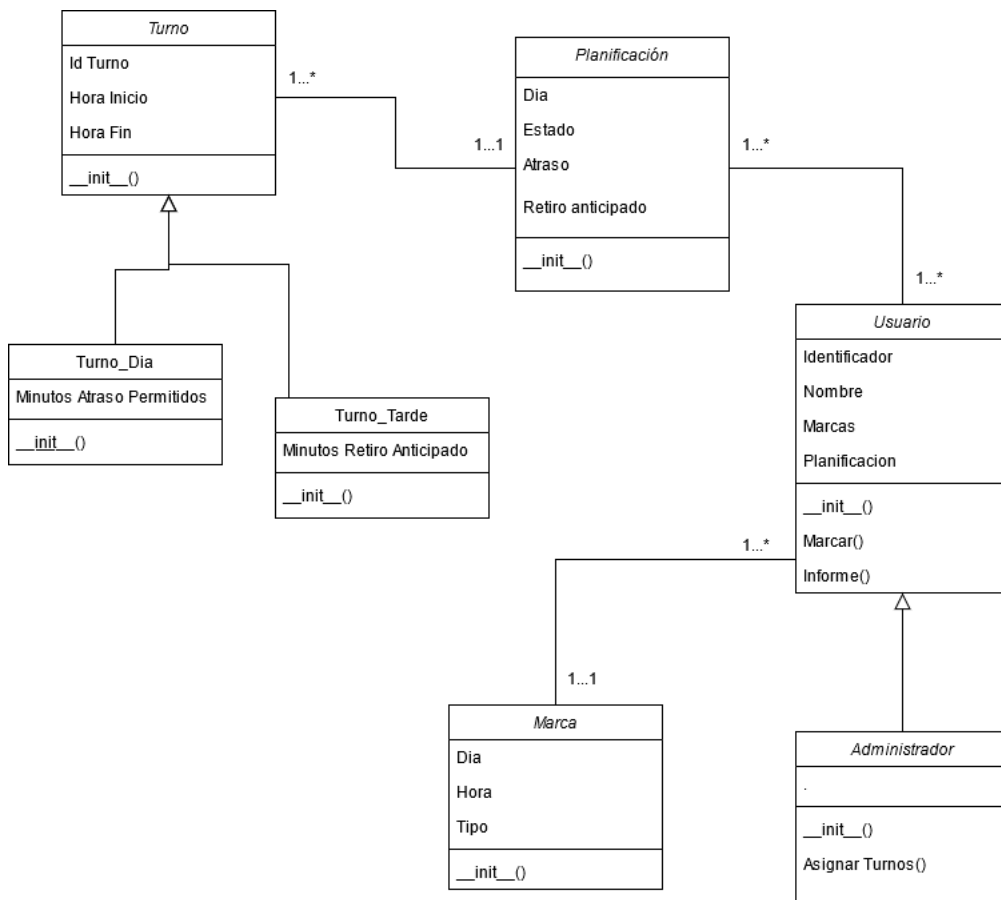 Turno
Id Turno
Hora Inicio
Hora Fin
__init__()
1...*
1...1
Planificación
Dia
Estado
Atraso
Retiro anticipado
__init__()
1...*
1...*
Turno_Dia
Minutos Atraso Permitidos
__init__()
Turno_Tarde
Minutos Retiro Anticipado
__init__()
Usuario
Identificador
Nombre
Marcas
Planificacion
__init__()
Marcar()
Informe()
1...*
1...1
Marca
Dia
Hora
Tipo
__init__()
Administrador
.
__init__()
Asignar Turnos()